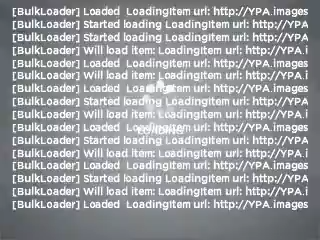 [BulkLoader] Loaded LoadingItem url: http://YPA.images
[BulkLoader] Started loading LoadingItem url: http://YPA
[BulkLoader] Started loading LoadingItem url: http://YPA
[BulkLoader] Will load item: LoadingItem url: http://YPA.i
[BulkLoader] Loaded LoadingItem url: http://YPA.images
[BulkLoader] Will load item: LoadingItem url: http://YPA.i
[BulkLoader] Loaded LoadingItem url: http://YPA.images
[BulkLoader] Started loading LoadingItem url: http://YPA
[BulkLoader] Will load item: LoadingItem url: http://YPA.i
[BulkLoader] Loaded LoadingItem url: http://YPA.images
[BulkLoader] Started loading LoadingItem url: http://YPA
[BulkLoader] Will load item: LoadingItem url: http://YPA.i
[BulkLoader] Loaded LoadingItem url: http://YPA.images
[BulkLoader] Started loading LoadingItem url: http://YPA
[BulkLoader] Will load item: LoadingItem url: http://YPA.i
[BulkLoader] Loaded LoadingItem url: http://YPA.images